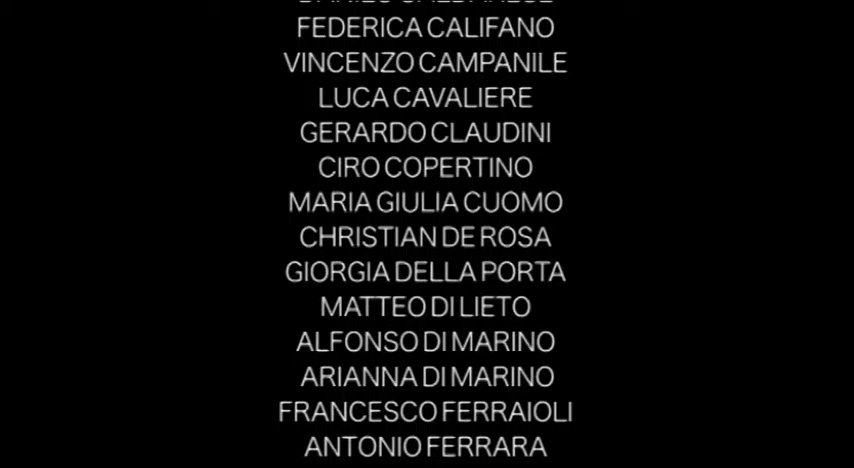 FEDERICA CALIFANO
VINCENZO CAMPANILE
LUCA CAVALIERE
GERARDO CLAUDINI
CIRO COPERTINO
MARIA GIULIA CUOMO
CHRISTIAN DE ROSA
GIORGIA DELLA PORTA
MATTEO DI LIETO
ALFONSO DI MARINO
ARIANNA DI MARINO
FRANCESCO FERRAIOLI
ANTONIO FERRARA